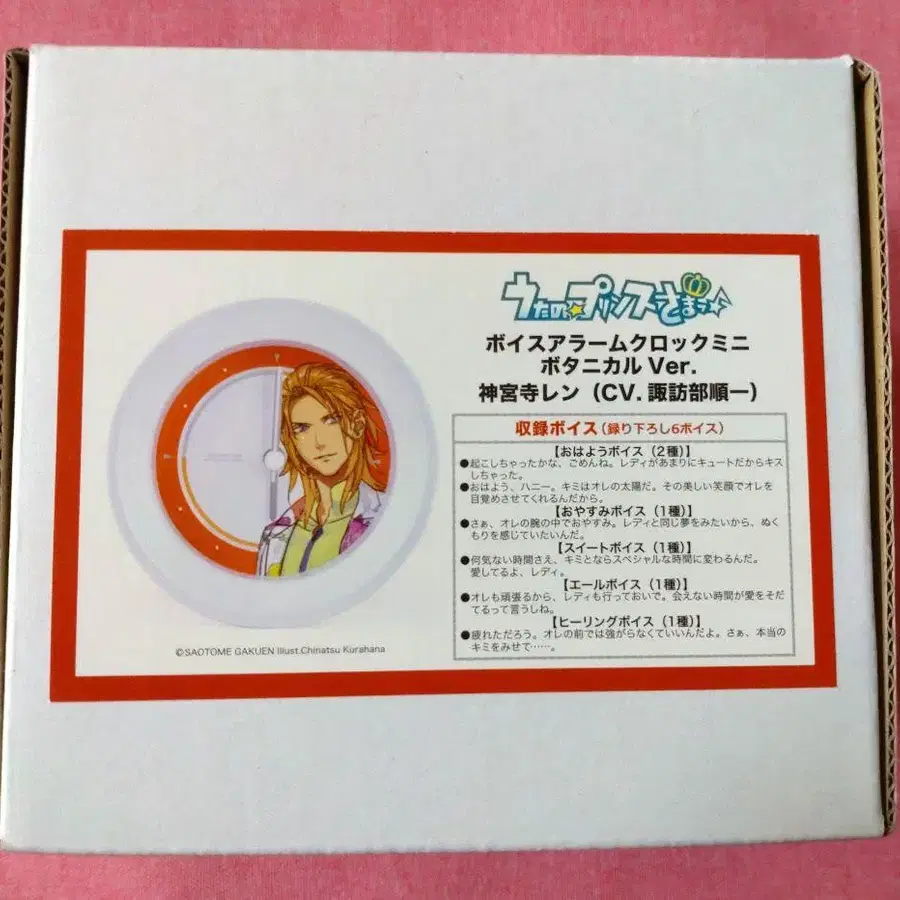 うたの☆プリンスさまっ♪
ボイスアラームクロックミニ
ボタニカル Ver.
神宮寺レン（CV. 諏訪部順一）
収録ボイス（録り下ろし6ボイス）
【おはようボイス（2種）】
●起こしちゃったかな、ごめんね。レディがあまりにキュートだからキス
しちゃった。
●おはよう、ハニー。キミはオレの太陽だ。その美しい笑顔でオレを
目覚めさせてくれるんだから。
【おやすみボイス（1種）】
●さぁ、オレの腕の中でおやすみ。レディと同じ夢をみたいから、ぬく
もりを感じていたいんだ。
【スイートボイス（1種）】
●何気ない時間さえ、キミとならスペシャルな時間に変わるんだ。
愛してるよ、レディ。
【エールボイス（1種）】
●オレも頑張るから、レディも行っておいで。会えない時間が愛をそだ
てるって言うしね。
【ヒーリングボイス（1種）】
●疲れただろう。オレの前では強がらなくていいんだよ。さぁ、本当の
キミをみせて……。
©SAOTOME GAKUEN Illust.Chinatsu Kurahana